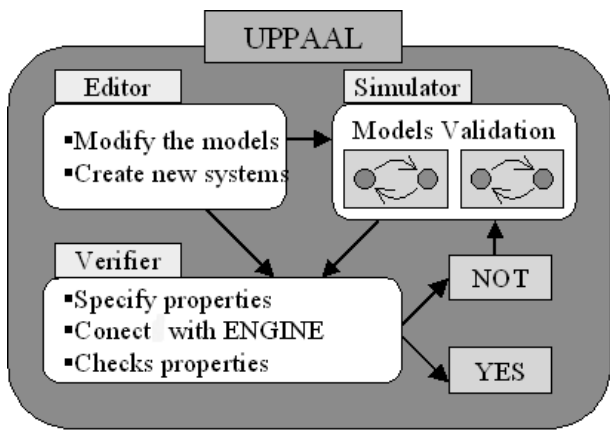 UPPAAL
Editor
▪Modify the models
▪Create new systems
Simulator
Models Validation
Verifier
▪Specify properties
▪Conect with ENGINE
▪Checks properties
NOT
YES